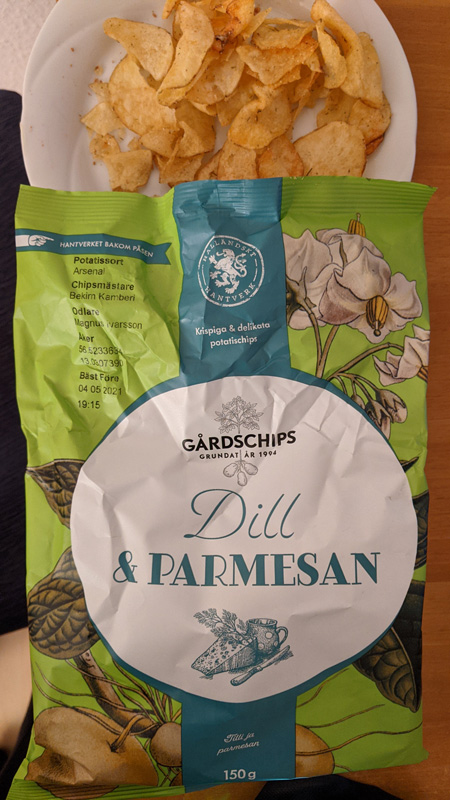 HANTVERKET BAKOM PÅSEN
Potatissort
Arsenal
Chipsmästare
Bekim Kamberi
Odlare
Magnus Ivarsson
Åker
Bäst Före
04 05 2021
19:15
HALLÄNDSKT
HANTVERK
Krispiga & delikata
potatischips
GÅRDSCHIPS
GRUNDAT ÅR 1994
Dill
& PARMESAN
Tilli ja
parmesan
150 g